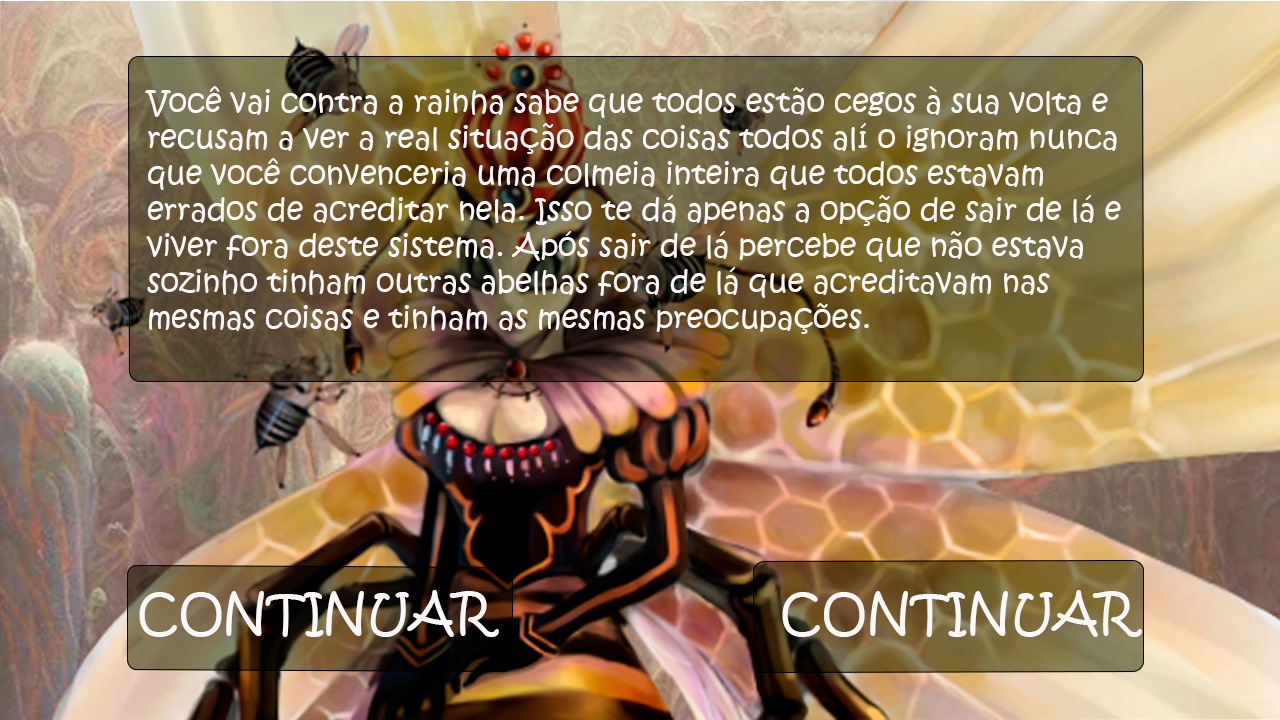 Você vai contra a rainha sabe que todos estão cegos à sua volta e
recusam a ver a real situação das coisas todos alí o ignoram nunca
que você convenceria uma colmeia inteira que todos estavam
errados de acreditar nela. Isso te dá apenas a opção de sair de lá e
viver fora deste sistema. Após sair de lá percebe que não estava
sozinho tinham outras abelhas fora de lá que acreditavam nas
mesmas coisas e tinham as mesmas preocupações.
CONTINUAR
CONTINUAR